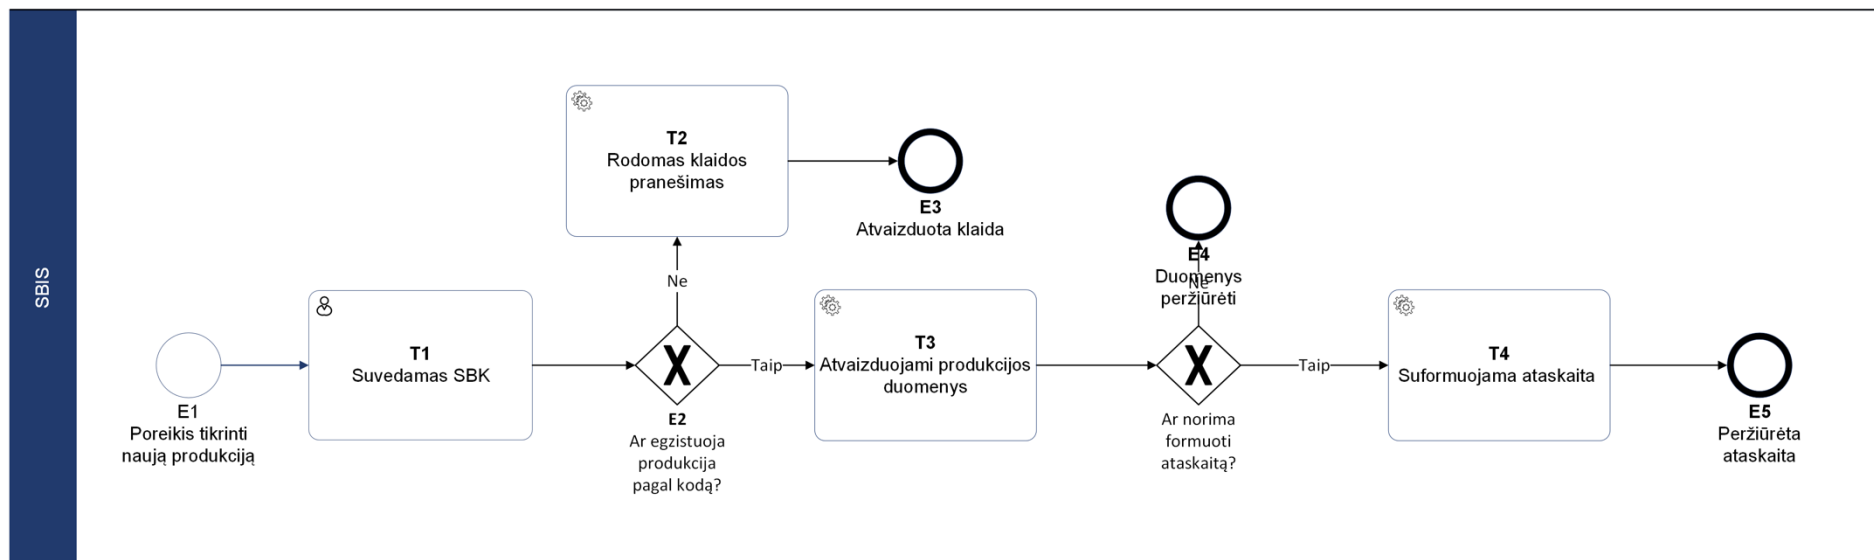 SBIS
E1
Poreikis tikrinti
naują produkciją
T1
Suvedamas SBK
E2
Ar egzistuoja
produkcija
pagal kodą?
Ne
T2
Rodomas klaidos
pranešimas
E3
Atvaizduota klaida
Taip
T3
Atvaizduojami produkcijos
duomenys
Ar norima
formuoti
ataskaitą?
Ne
E4
Duomenys
peržiūrėti
Taip
T4
Suformuojama ataskaita
E5
Peržiūrėta
ataskaita